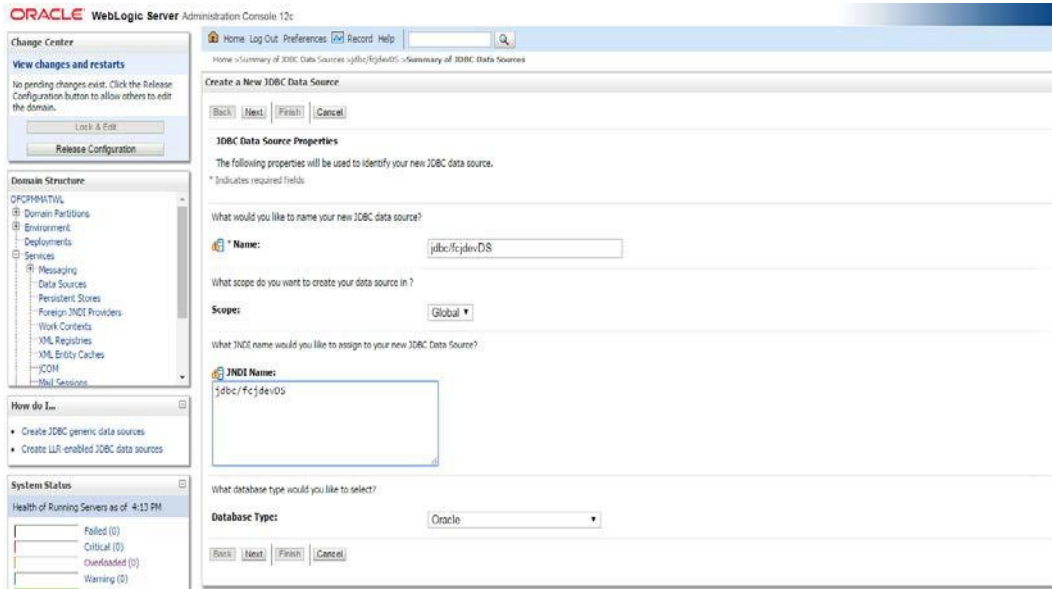 ORACLE WebLogic Server Administration Console 12c
Change Center
View changes and restarts
No pending changes exist. Click the Release
Configuration button to allow others to edit
the domain.
Lock & Edit
Release Configuration
Domain Structure
OFCPMMATWL
Domain Partitions
Environment
Deployments
Services
Messaging
Data Sources
Persistent Stores
Foreign JNDI Providers
Work Contexts
XML Registries
XML Entity Caches
jCOM
Mail Sessions
How do I...
Create JDBC generic data sources
Create LLR-enabled JDBC data sources
System Status
Health of Running Servers as of 4:13 PM
Failed (0)
Critical (0)
Overloaded (0)
Warning (0)
Home Log Out Preferences Record Help
Home >Summary of JDBC Data Sources >jdbc/fcjdevDS >Summary of JDBC Data Sources
Create a New JDBC Data Source
Back Next Finish Cancel
JDBC Data Source Properties
The following properties will be used to identify your new JDBC data source.
* Indicates required fields
What would you like to name your new JDBC data source?
* Name: jdbc/fcjdevDS
What scope do you want to create your data source in ?
Scope: Global
What JNDI name would you like to assign to your new JDBC Data Source?
JNDI Name:
jdbc/fcjdevDS
What database type would you like to select?
Database Type: Oracle
Back Next Finish Cancel